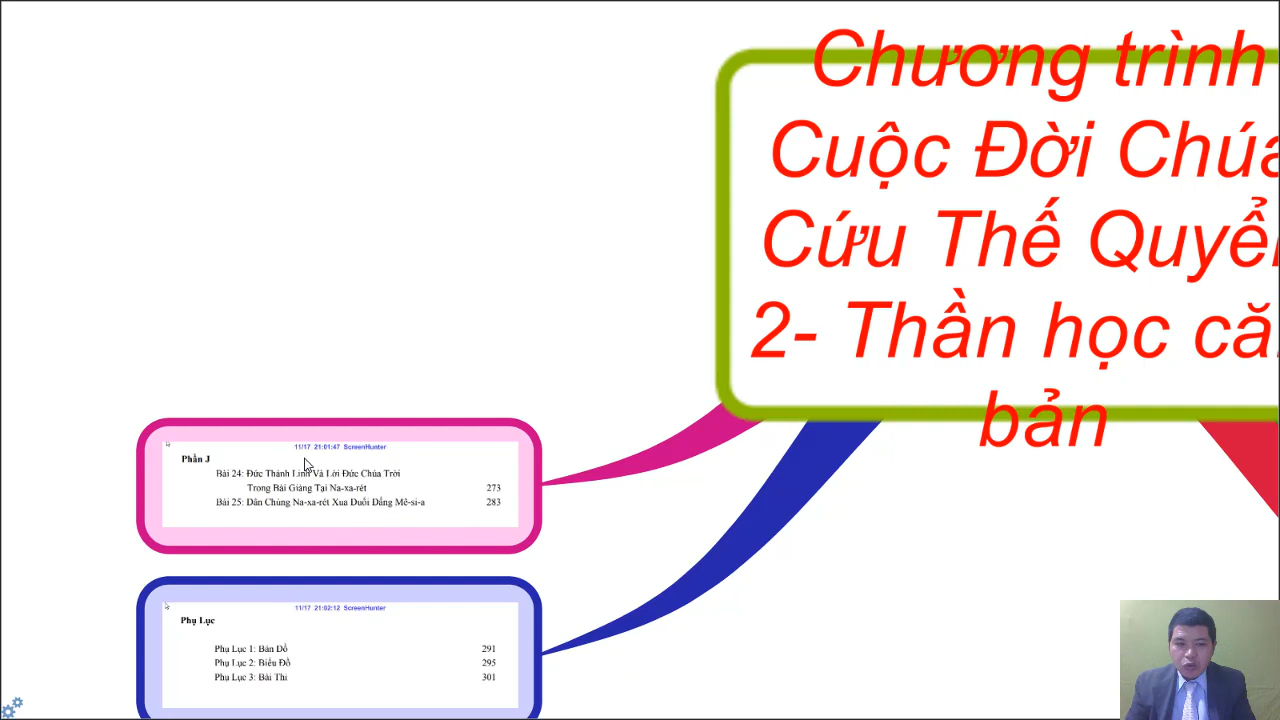 Chương trình
Cuộc Đời Chúa
Cứu Thế Quyể
2- Thần học că
bản
11/17 21:01:47 ScreenHunter
Phần J
Bài 24: Đức Thánh Linh Và Lời Đức Chúa Trời
Trong Bài Giảng Tại Na-xa-rét 273
Bài 25: Dân Chúng Na-xa-rét Xua Đuổi Đấng Mê-si-a 283
11/17 21:02:12 ScreenHunter
Phụ Lục
Phụ Lục 1: Bản Đồ 291
Phụ Lục 2: Biểu Đồ 295
Phụ Lục 3: Bài Thi 301